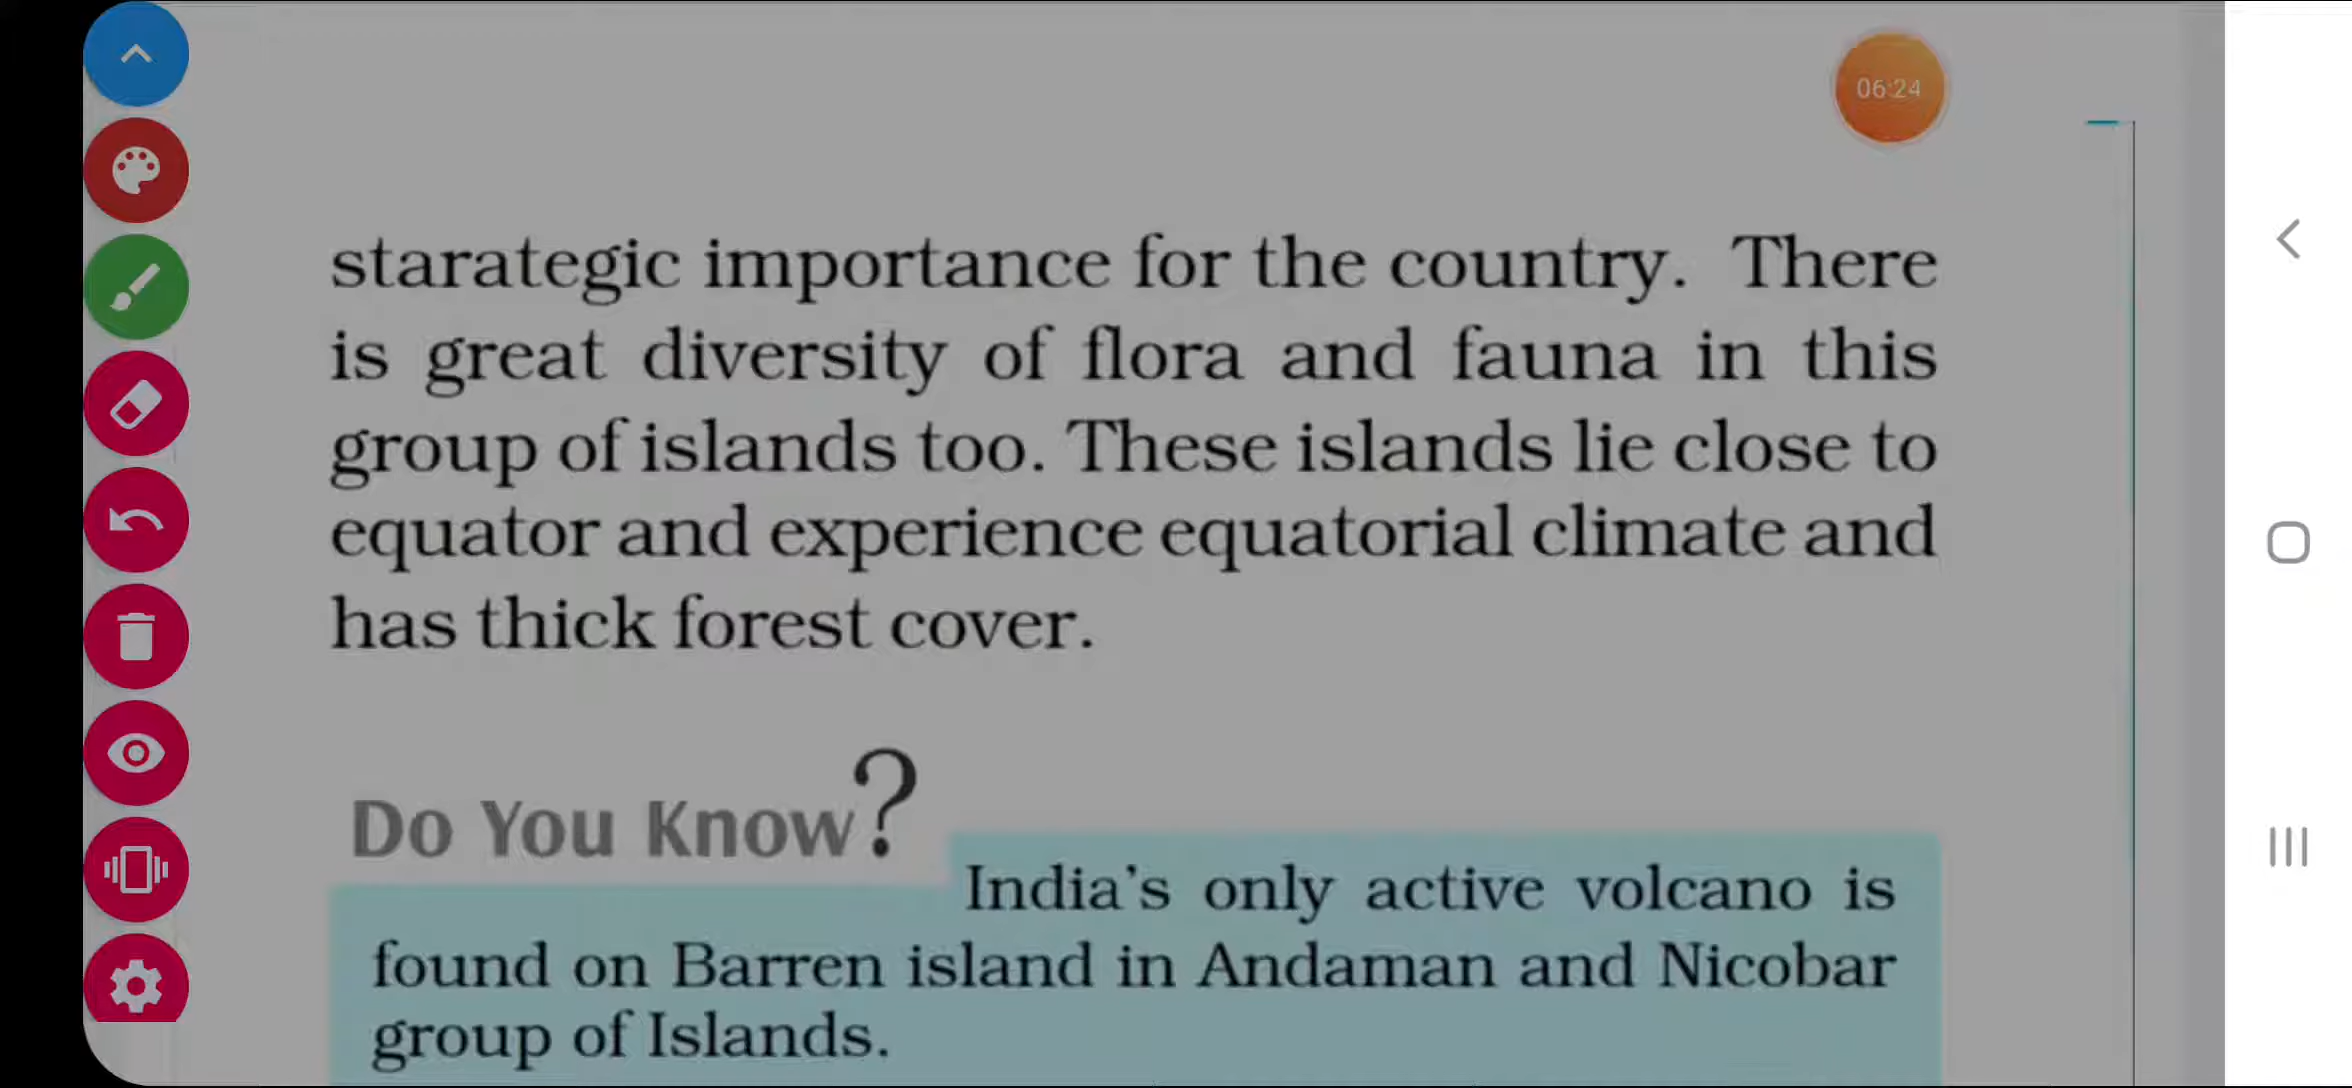 06:24
starategic importance for the country. There
is great diversity of flora and fauna in this
group of islands too. These islands lie close to
equator and experience equatorial climate and
has thick forest cover.
Do You Know?
India's only active volcano is
found on Barren island in Andaman and Nicobar
group of Islands.